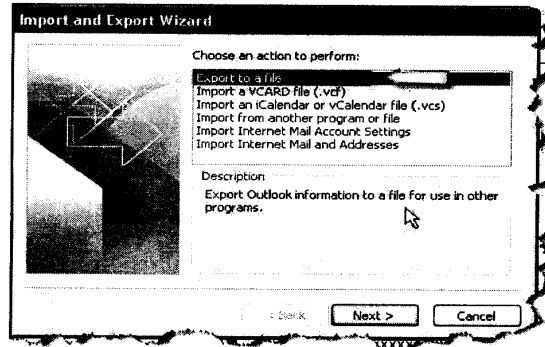 Import and Export Wizard
Choose an action to perform:
Export to a file
Import a VCARD file (.vcf)
Import an iCalendar or vCalendar file (.vcs)
Import from another program or file
Import Internet Mail Account Settings
Import Internet Mail and Addresses
Description
Export Outlook information to a file for use in other
programs.
< Back Next > Cancel